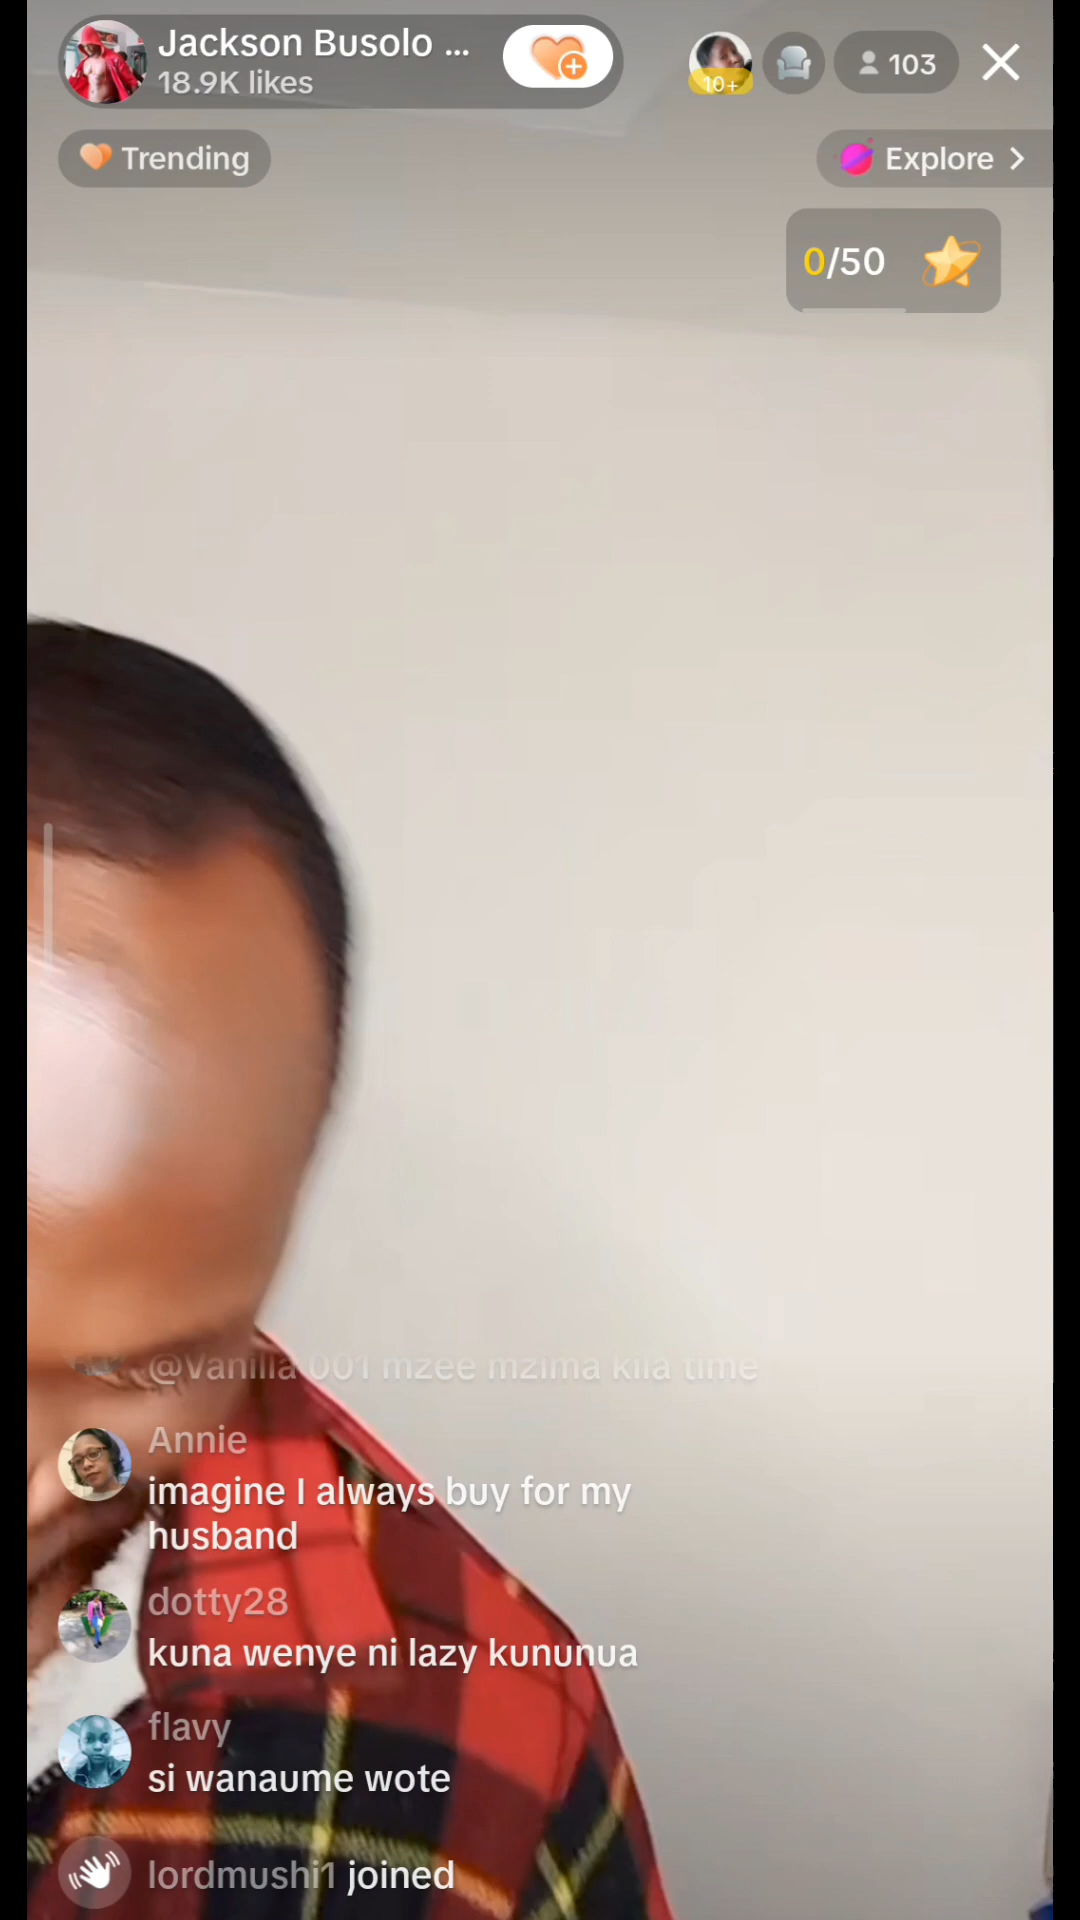 Jackson Busolo ...
18.9K likes
10+
103
Trending
Explore
0/50
@Vanilla 001 mzee mzima kila time
Annie
imagine I always buy for my
husband
dotty28
kuna wenye ni lazy kununua
flavy
si wanaume wote
lordmushi1 joined